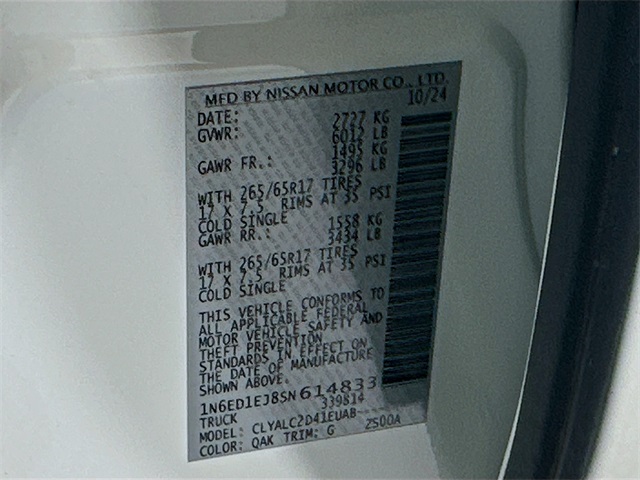 MFD BY NISSAN MOTOR CO., LTD.
10/24
DATE:
GVWR: 2727 KG
6012 LB
GAWR FR.: 1495 KG
3296 LB
WITH 265/65R17 TIRES
17 X 7.5 RIMS AT 35 PSI
COLD SINGLE
GAWR RR.: 1558 KG
3434 LB
WITH 265/65R17 TIRES
17 X 7.5 RIMS AT 35 PSI
COLD SINGLE
THIS VEHICLE CONFORMS TO
ALL APPLICABLE FEDERAL
MOTOR VEHICLE SAFETY AND
THEFT PREVENTION
STANDARDS IN EFFECT ON
THE DATE OF MANUFACTURE
SHOWN ABOVE.
1N6ED1EJ8SN614833
TRUCK 339814
MODEL: CLYALC2D41EUAB----
COLOR: QAK TRIM: G ZS00A